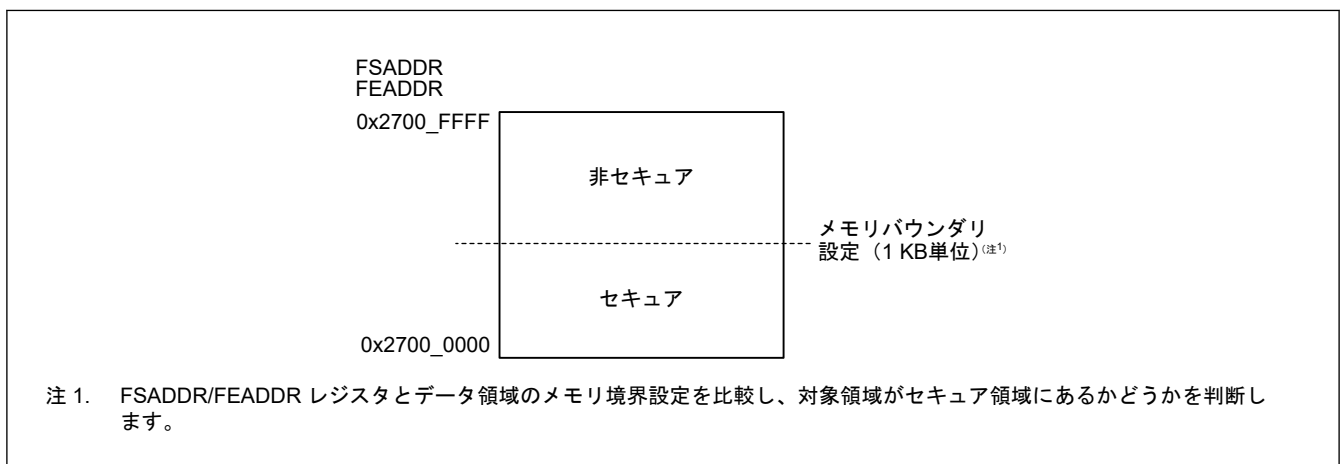 FSADDR
FEADDR
0x2700_FFFF
非セキュア
メモリバウンダリ
設定（1 KB単位）（注1）
セキュア
0x2700_0000
注 1. FSADDR/FEADDR レジスタとデータ領域のメモリ境界設定を比較し、対象領域がセキュア領域にあるかどうかを判断し
ます。